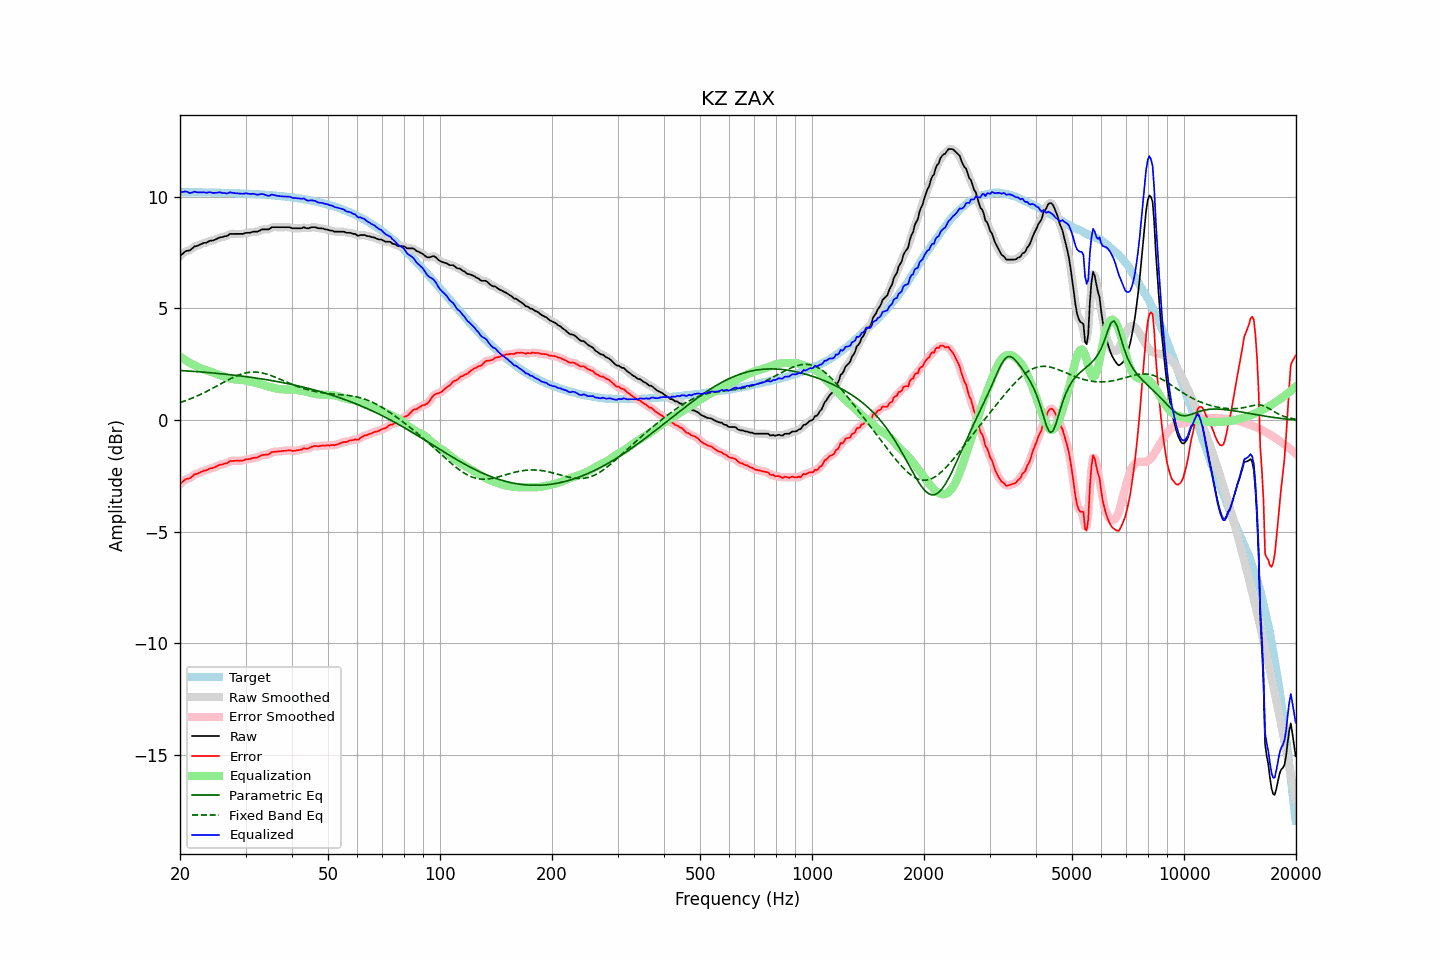 KZ ZAX
Amplitude (dBr)
10
5
0
−5
−10
−15
Target
Raw Smoothed
Error Smoothed
Raw
Error
Equalization
Parametric Eq
Fixed Band Eq
Equalized
20 50 100 200 500 1000 2000 5000 10000 20000
Frequency (Hz)